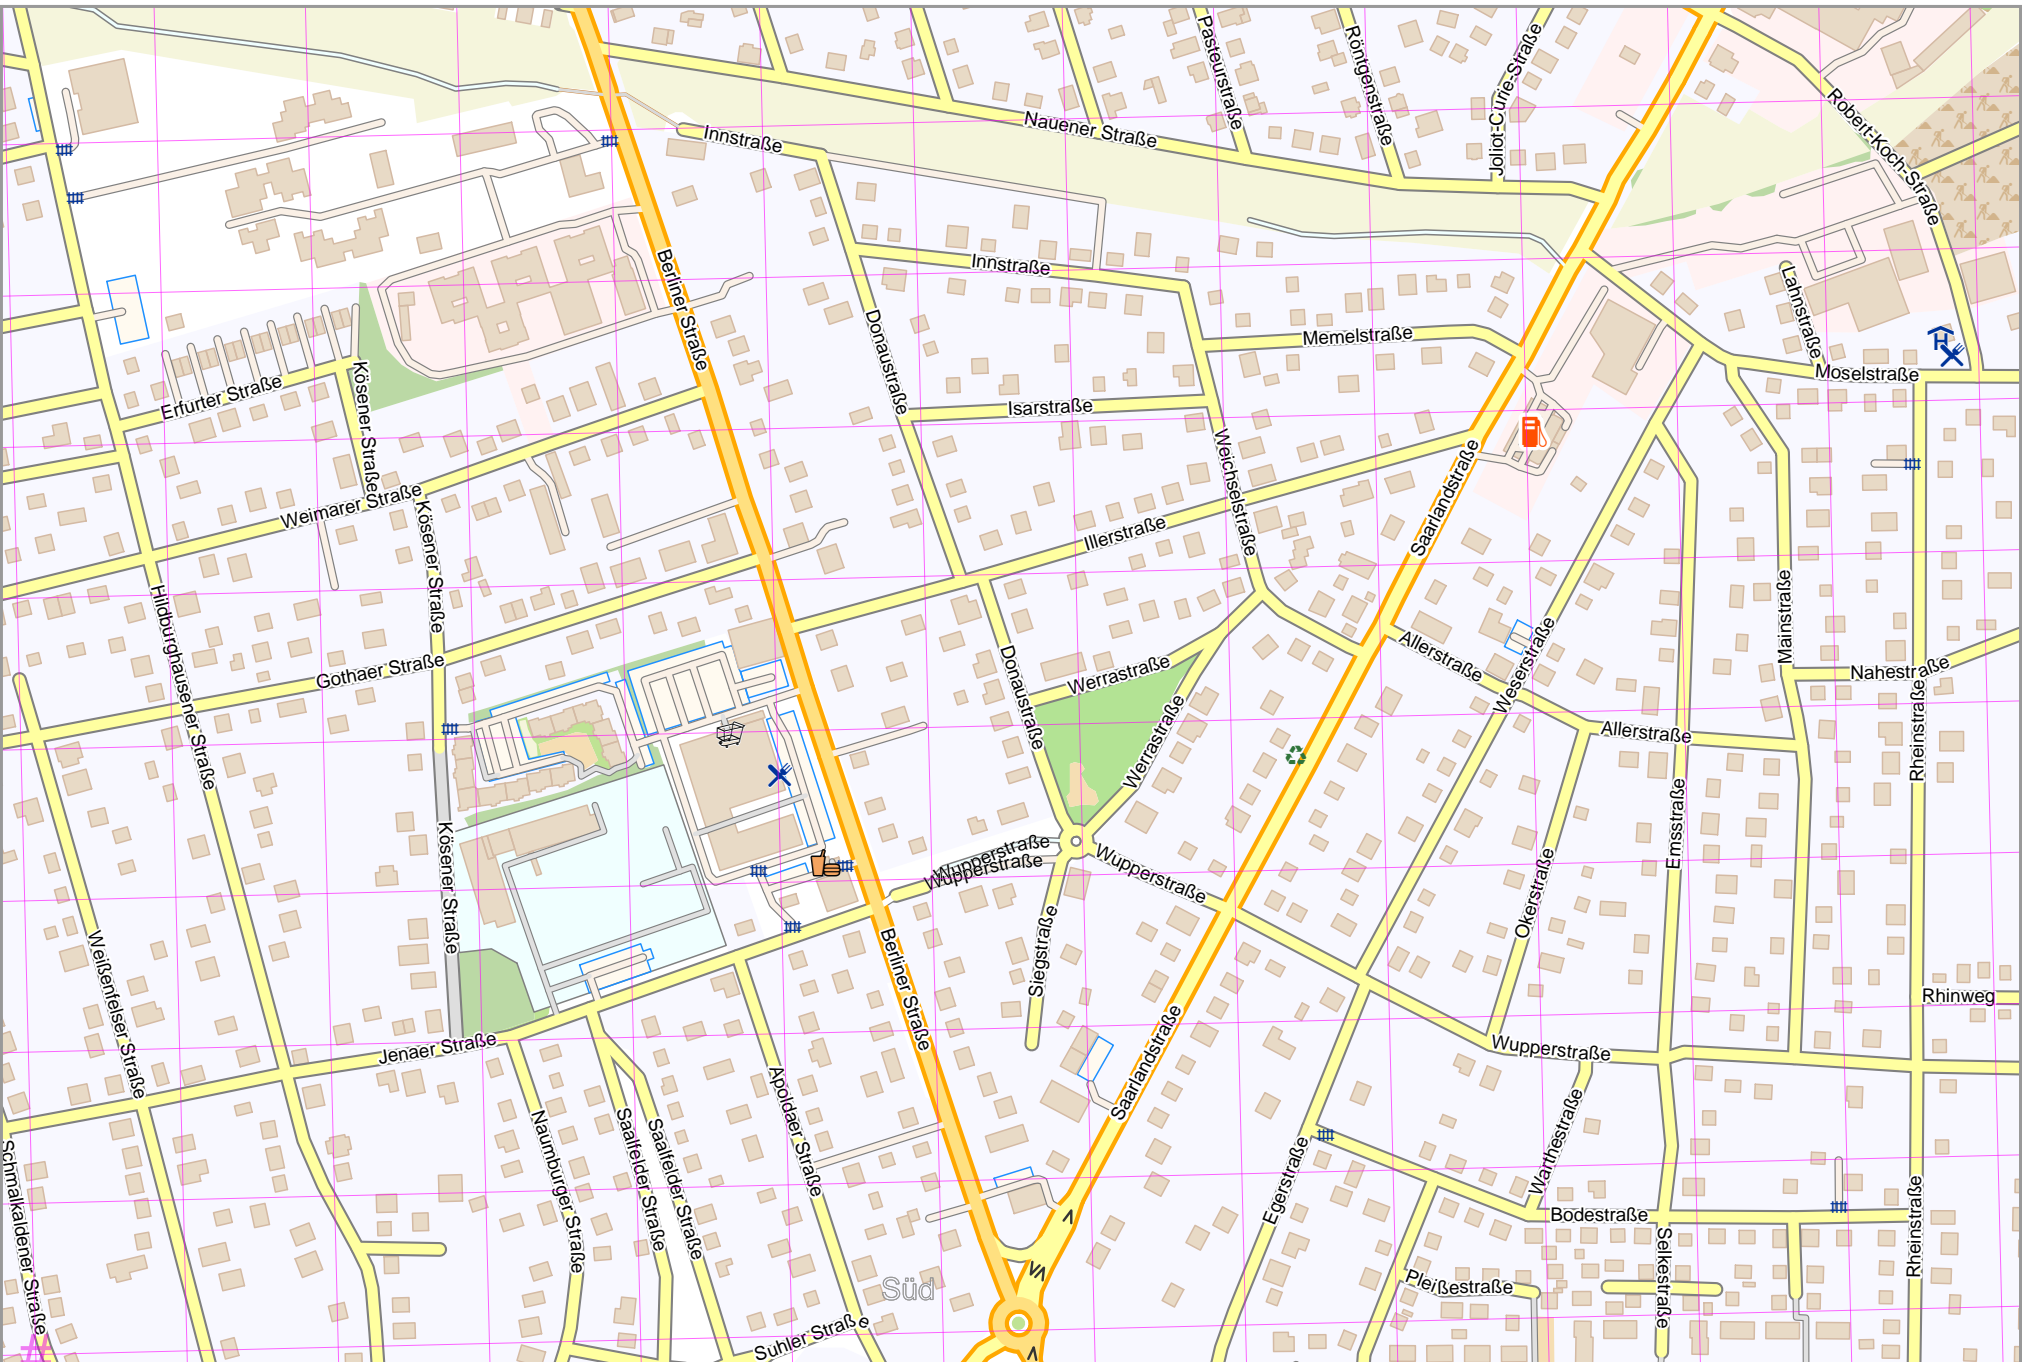 Pasteurstraße
Röntgenstraße
Joliot-Curie-Straße
Robert-Koch-Straße
Nauener Straße
Innstraße
Innstraße
Berliner Straße
Lahnstraße
Donaustraße
Memelstraße
H
Moselstraße
Erfurter Straße
Kösener Straße
Isarstraße
Weichselstraße
Saarlandstraße
Weimarer Straße
Kösener Straße
Illerstraße
Hildburghausener Straße
Mainstraße
Allerstraße
Weserstraße
Gothaer Straße
Donaustraße
Werrastraße
Nahestraße
Rheinstraße
Werrastraße
Allerstraße
Emsstraße
Kösener Straße
Wupperstraße
Wupperstraße
Wupperstraße
Okerstraße
Siegstraße
Weißenfelser Straße
Berliner Straße
Rhinweg
Jenaer Straße
Saarlandstraße
Wupperstraße
Apoldaer Straße
Naumburger Straße
Saalfelder Straße
Saalfelder Straße
Warthestraße
Egerstraße
Schmalkaldener Straße
Bodestraße
Rheinstraße
Selkestraße
Pleißestraße
Süd
Suhler Straße